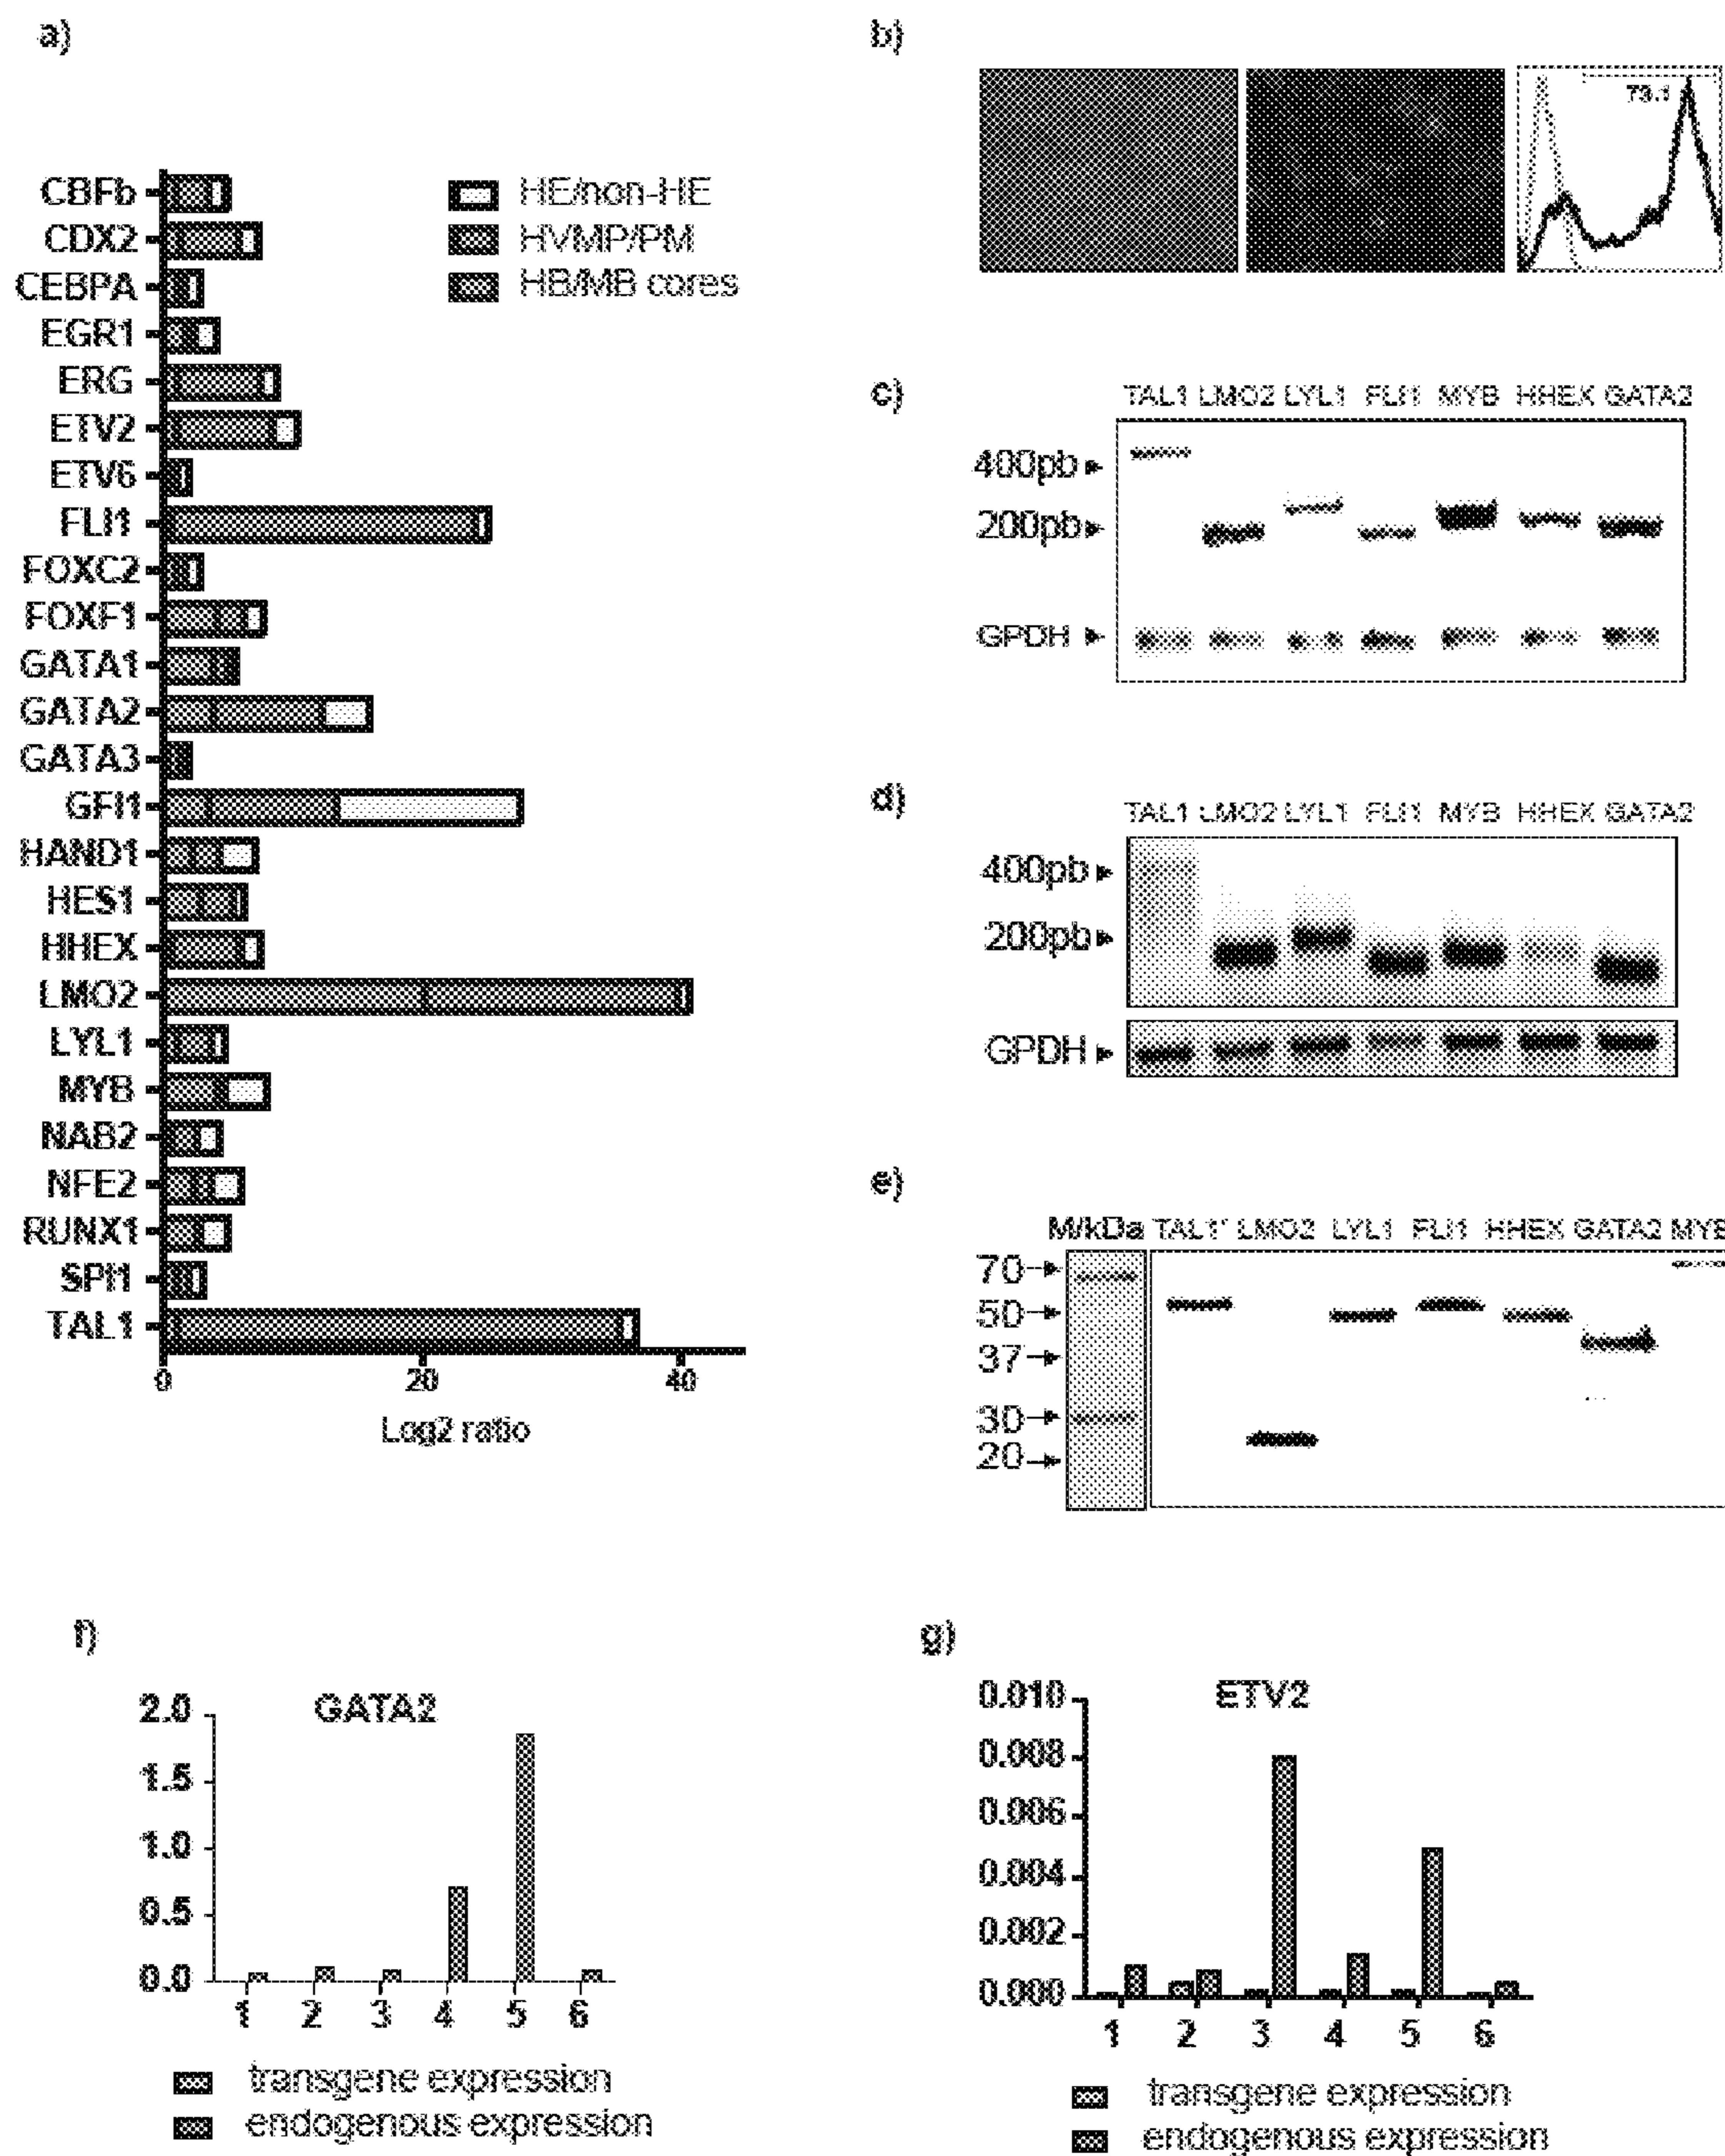 a)
CBFb
CDX2
CEBPA
EGR1
ERG
ETV2
ETV6
FLI1
FOXC2
FOXF1
GATA1
GATA2
GATA3
GFI1
HAND1
HES1
HHEX
LMO2
LYL1
MYB
NAB2
NFE2
RUNX1
SPI1
TAL1
0 20 40
Log2 ratio
HE/non-HE
HVMP/PM
HB/MB cores
b)
73.1
c)
TAL1 LMO2 LYL1 FLI1 MYB HHEX GATA2
400pb
200pb
GPDH
d)
TAL1 LMO2 LYL1 FLI1 MYB HHEX GATA2
400pb
200pb
GPDH
e)
M/kDa TAL1' LMO2 LYL1 FLI1 HHEX GATA2 MYB
70
50
37
30
20
f)
GATA2
2.0
1.5
1.0
0.5
0.0
1 2 3 4 5 6
transgene expression
endogenous expression
g)
ETV2
0.010
0.008
0.006
0.004
0.002
0.000
1 2 3 4 5 6
transgene expression
endogenous expression